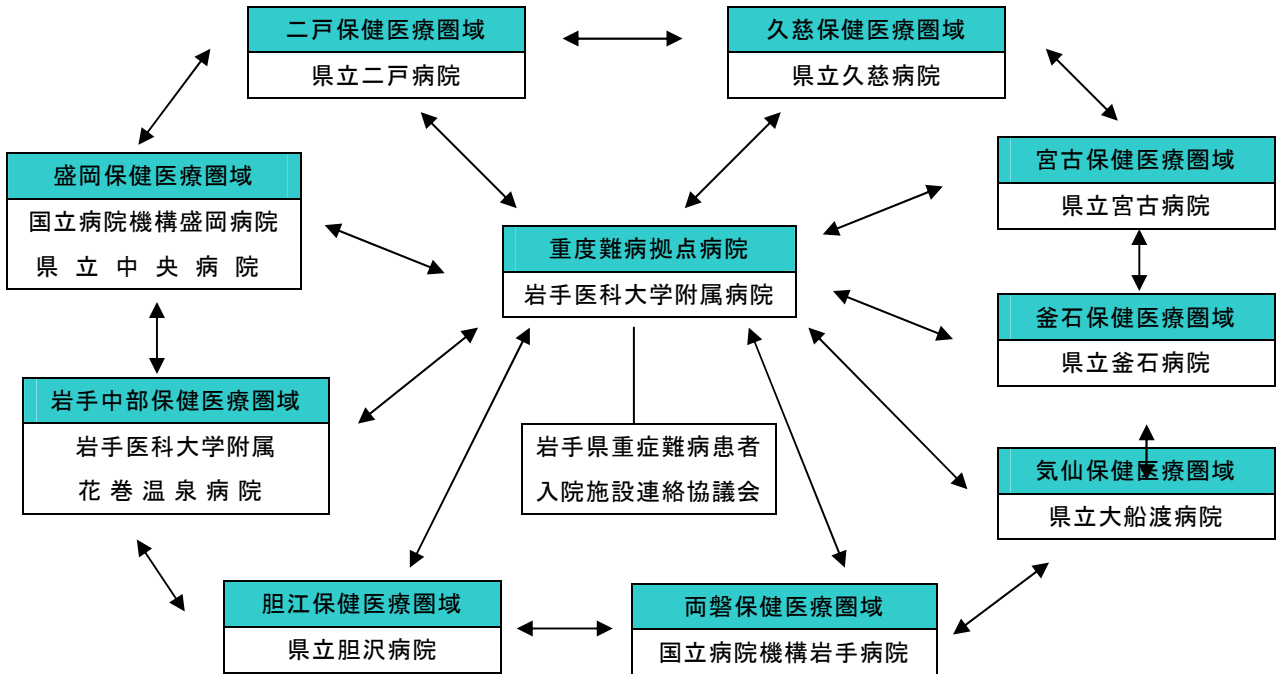 二戸保健医療圏域
県立二戸病院
久慈保健医療圏域
県立久慈病院
盛岡保健医療圏域
国立病院機構盛岡病院
県立中央病院
宮古保健医療圏域
県立宮古病院
重度難病拠点病院
岩手医科大学附属病院
釜石保健医療圏域
県立釜石病院
岩手中部保健医療圏域
岩手医科大学附属
花巻温泉病院
岩手県重症難病患者
入院施設連絡協議会
気仙保健医療圏域
県立大船渡病院
胆江保健医療圏域
県立胆沢病院
両磐保健医療圏域
国立病院機構岩手病院